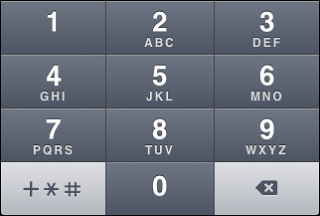 1 2 3
ABC DEF
4 5 6
GHI JKL MNO
7 8 9
PQRS TUV WXYZ
+*# 0